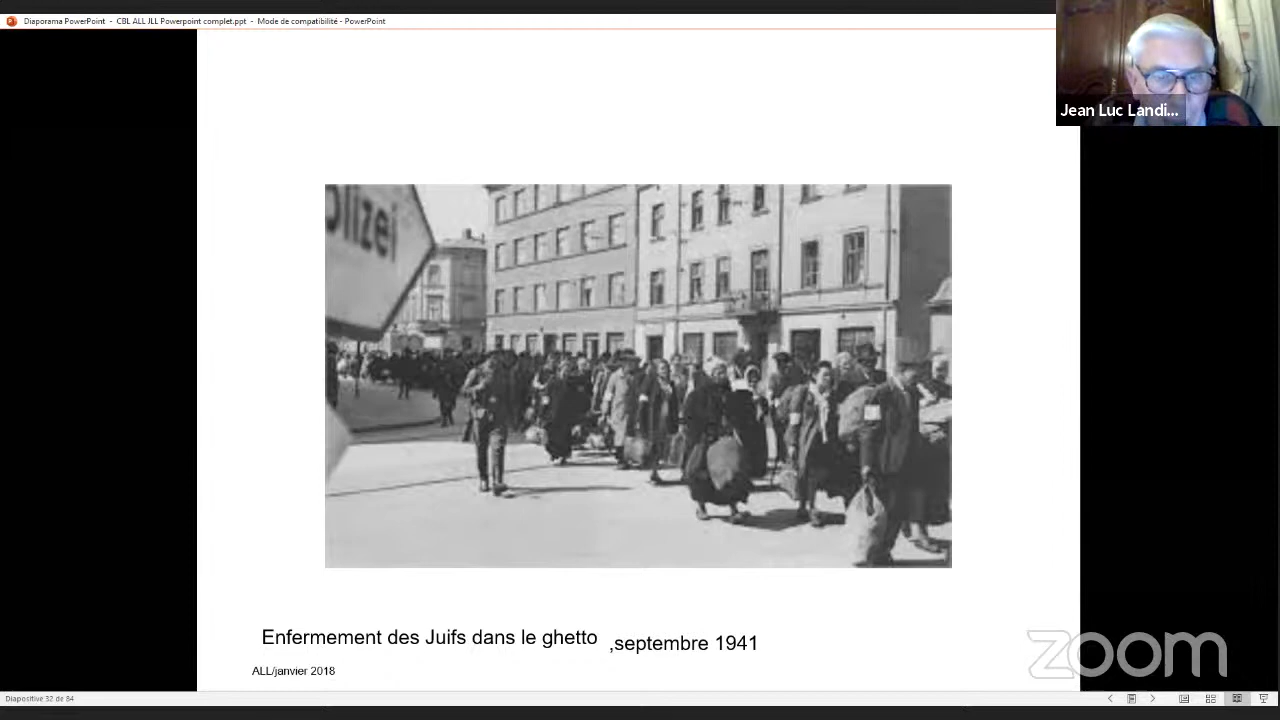 Diaporama PowerPoint - CBL ALL JLL Powerpoint complet.ppt - Mode de compatibilité - PowerPoint
Jean Luc Landi...
olizei
Enfermement des Juifs dans le ghetto ,septembre 1941
ALL/janvier 2018
zoom
Diapositive 32 de 84